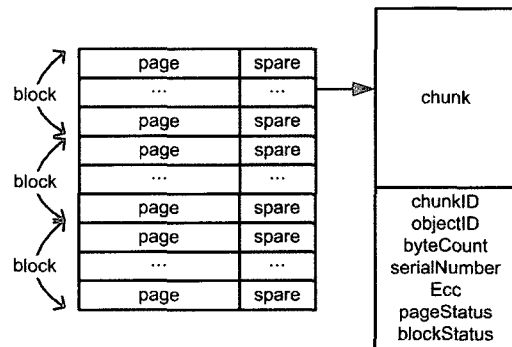 page spare
... ...
page spare
page spare
... ...
page spare
page spare
... ...
page spare
block
block
block
chunk
chunkID
objectID
byteCount
serialNumber
Ecc
pageStatus
blockStatus